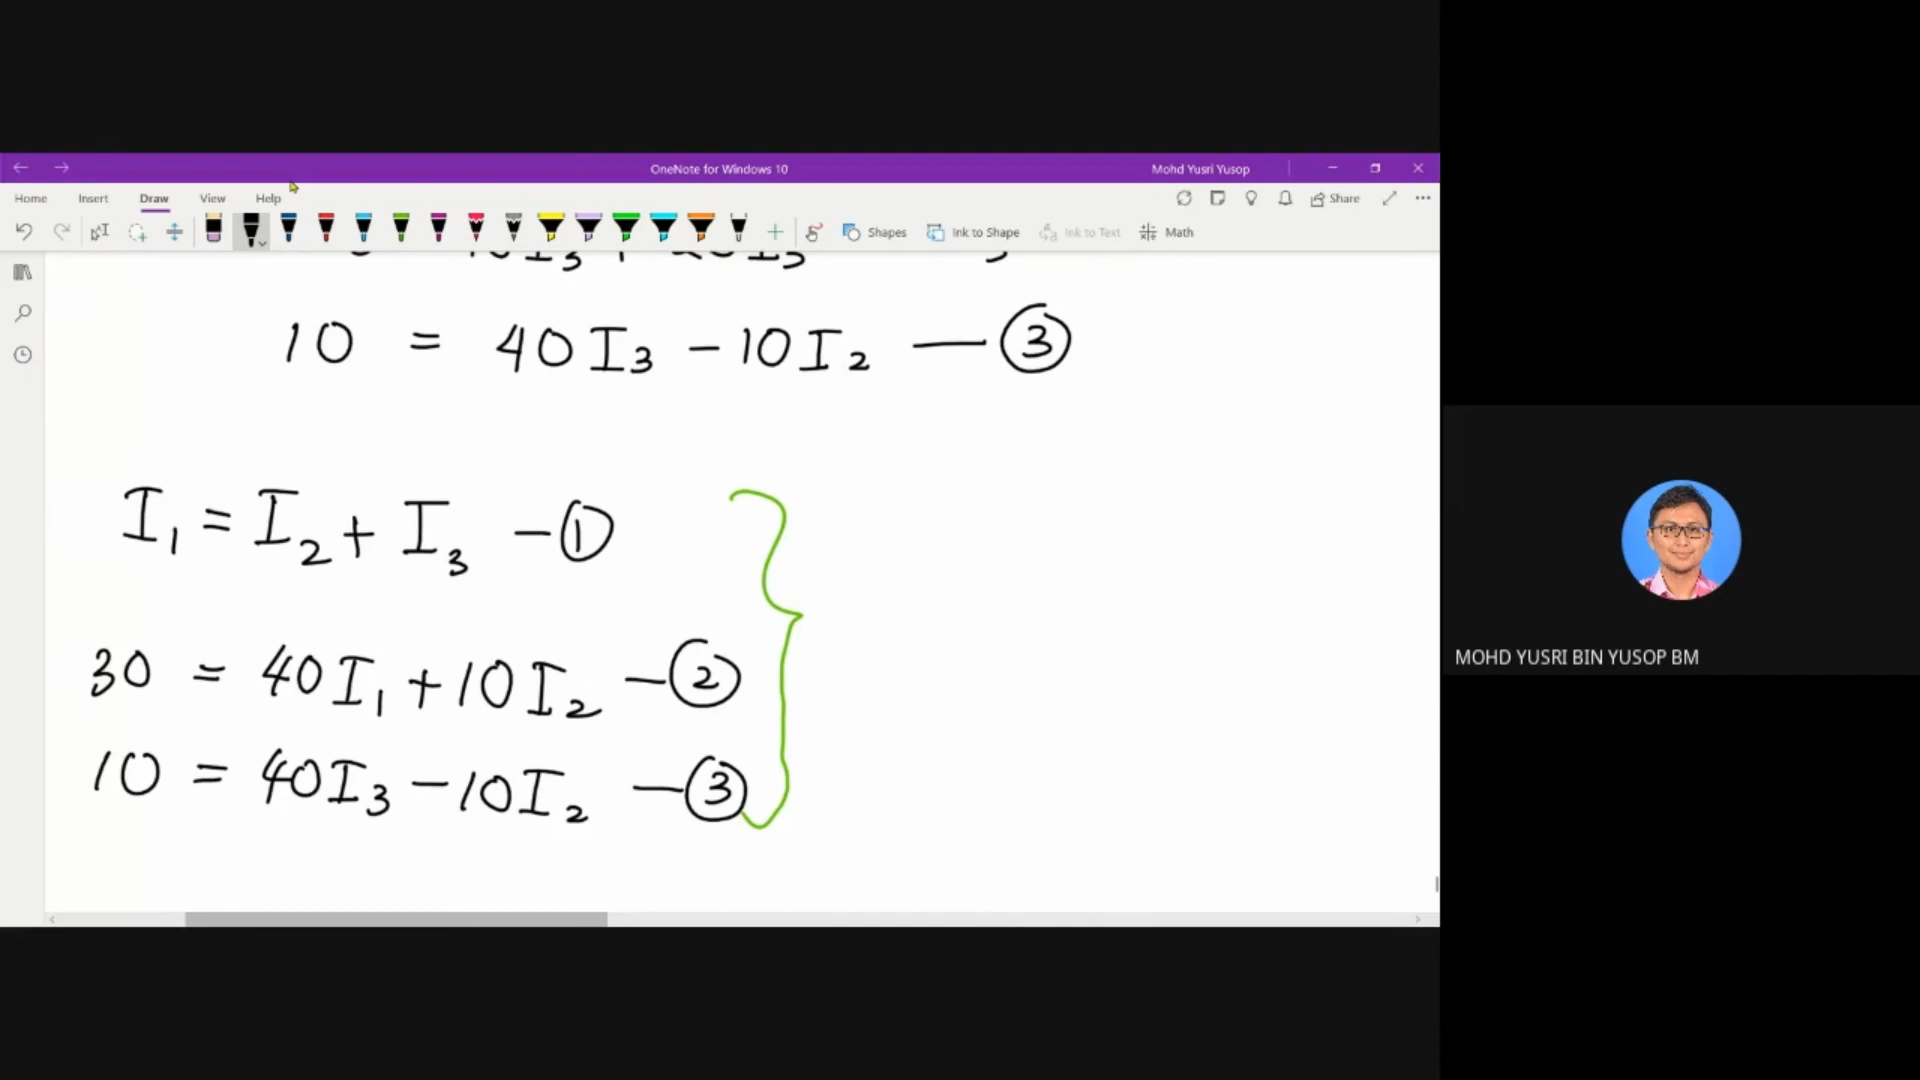 OneNote for Windows 10
Mohd Yusri Yusop
Home Insert Draw View Help
Share
Shapes Ink to Shape Ink to Text Math
10 = 40I₃ - 10I₂ — ③
I₁ = I₂ + I₃ - ①
30 = 40I₁ + 10I₂ - ②
10 = 40I₃ - 10I₂ - ③
MOHD YUSRI BIN YUSOP BM